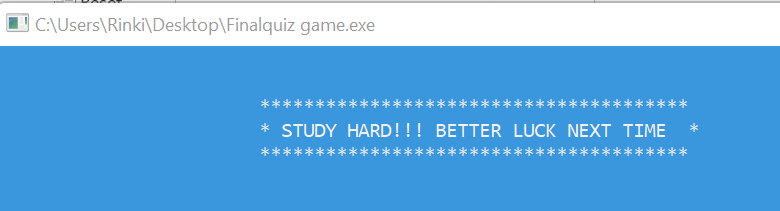 C:\Users\Rinki\Desktop\Finalquiz game.exe
***************************************
* STUDY HARD!!! BETTER LUCK NEXT TIME  *
***************************************